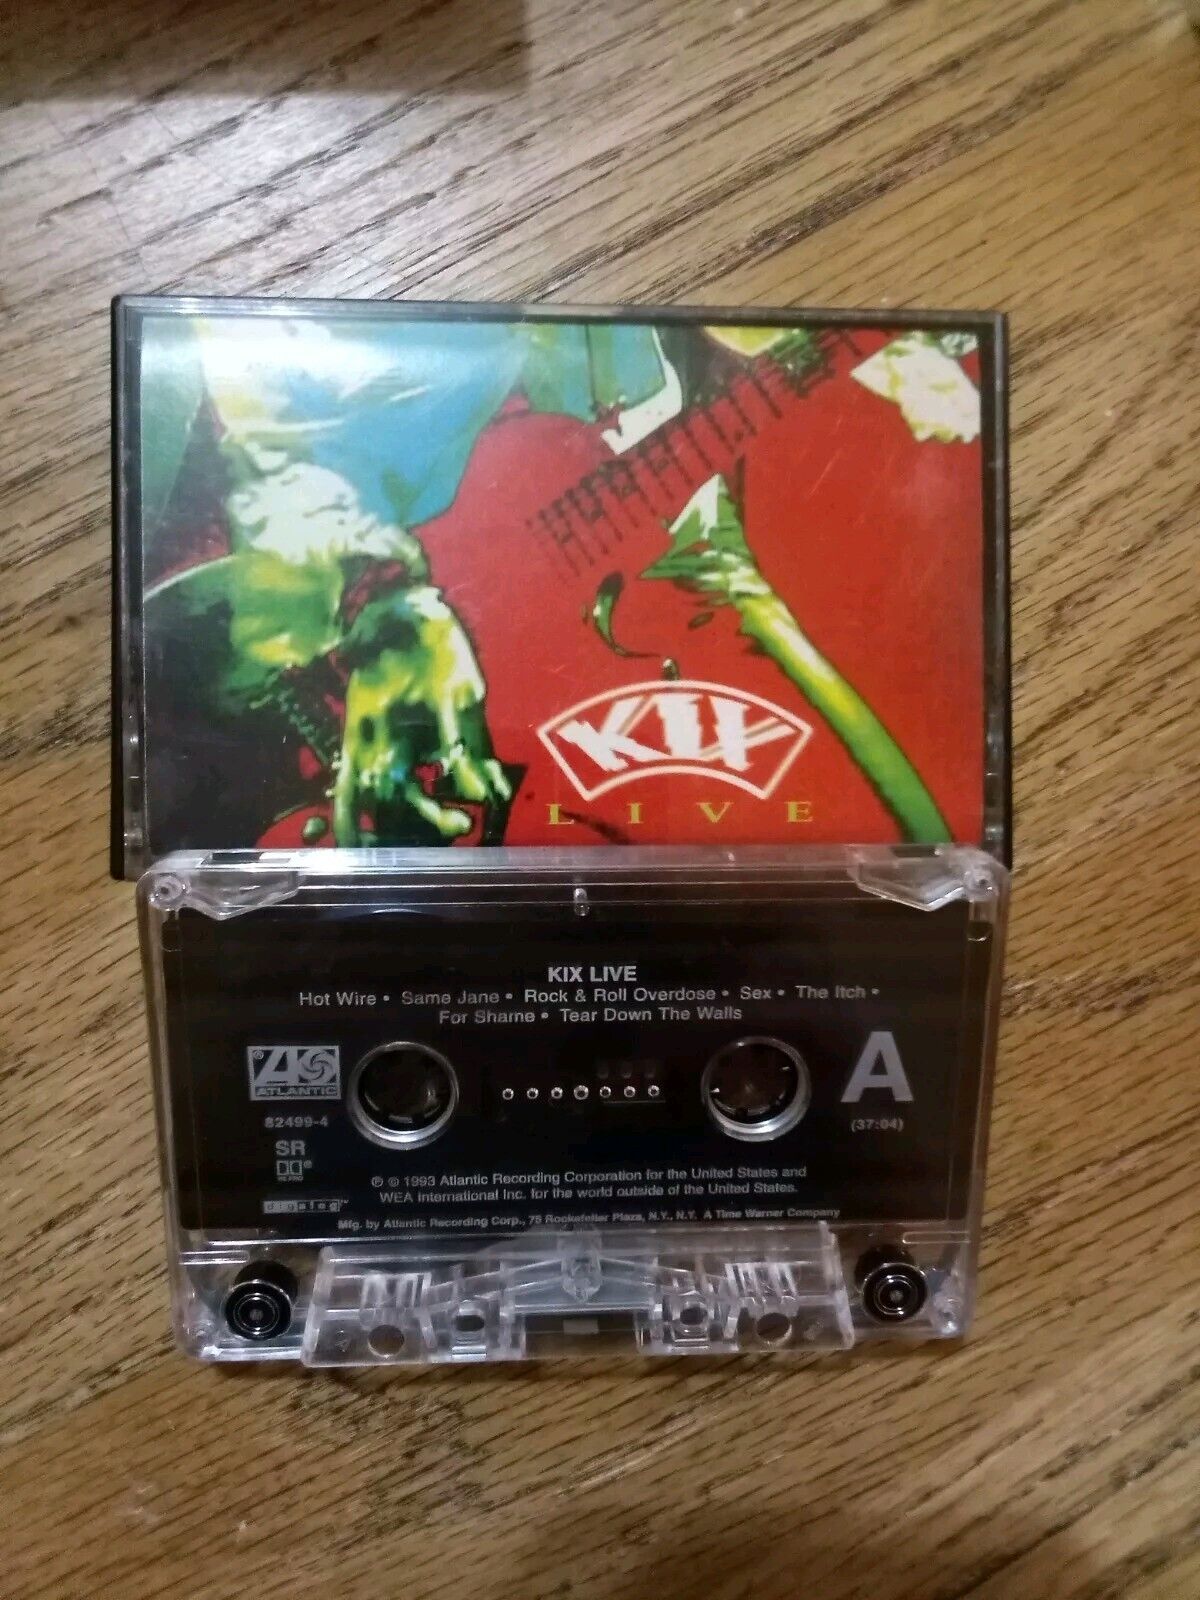 KIX
LIVE
KIX LIVE
Hot Wire • Same Jane • Rock & Roll Overdose • Sex • The Itch •
For Shame • Tear Down The Walls
A
ATLANTIC
82499-4
(37:04)
SR
HX PRO
℗ © 1993 Atlantic Recording Corporation for the United States and
WEA International Inc. for the world outside of the United States.
digalog™
Mfg. by Atlantic Recording Corp., 75 Rockefeller Plaza, N.Y., N.Y. A Time Warner Company